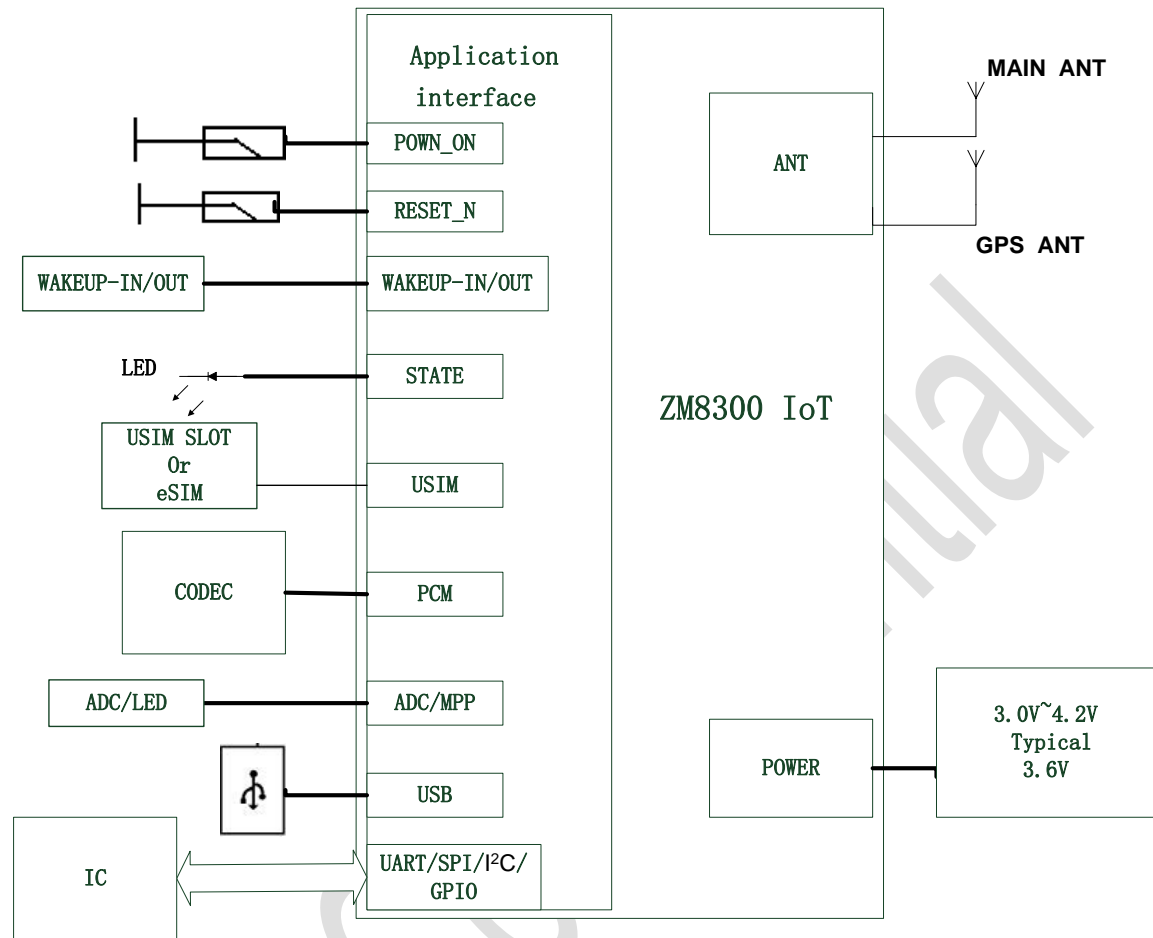 Application
interface
MAIN ANT
POWN_ON
ANT
RESET_N
GPS ANT
WAKEUP-IN/OUT
WAKEUP-IN/OUT
LED
STATE
ZM8300 IoT
USIM SLOT
Or
eSIM
USIM
CODEC
PCM
ADC/LED
ADC/MPP
3.0V~4.2V
Typical
3.6V
POWER
USB
IC
UART/SPI/I²C/
GPIO